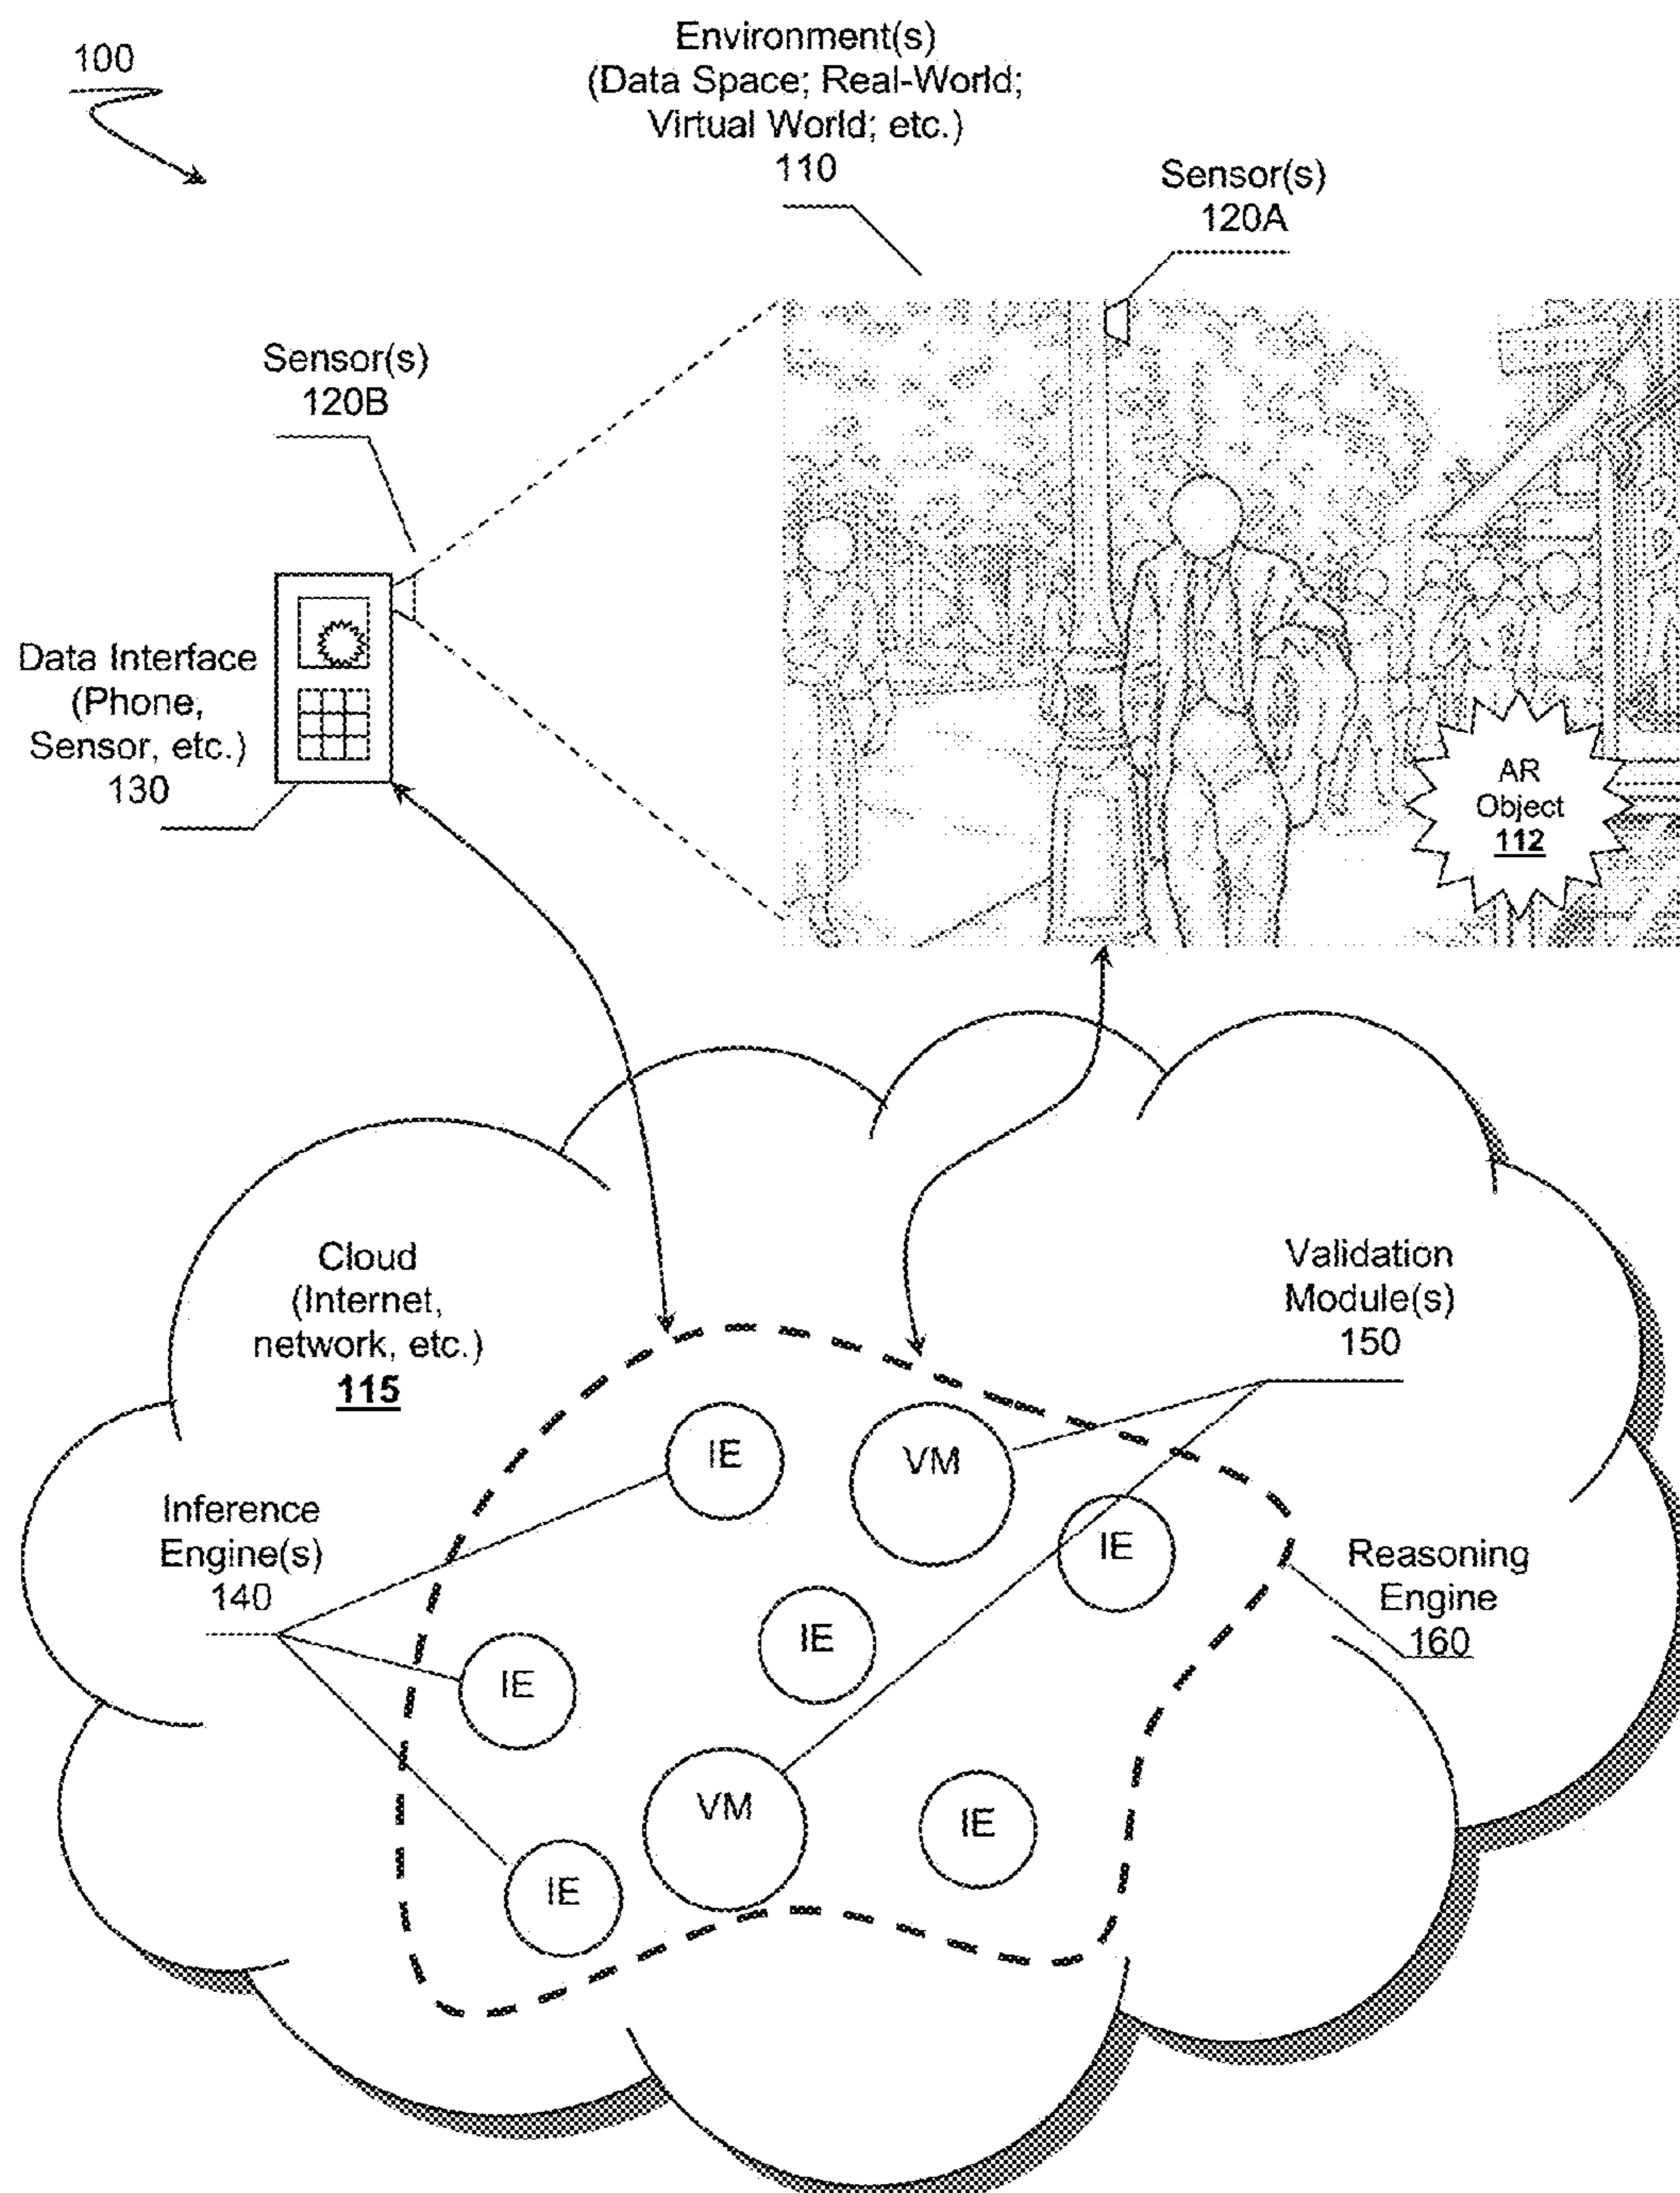 100
Environment(s)
(Data Space; Real-World;
Virtual World; etc.)
110
Sensor(s)
120A
Sensor(s)
120B
Data Interface
(Phone,
Sensor, etc.)
130
AR
Object
112
Cloud
(Internet,
network, etc.)
115
Validation
Module(s)
150
IE
VM
Inference
Engine(s)
140
IE
Reasoning
Engine
160
IE
IE
VM
IE
IE